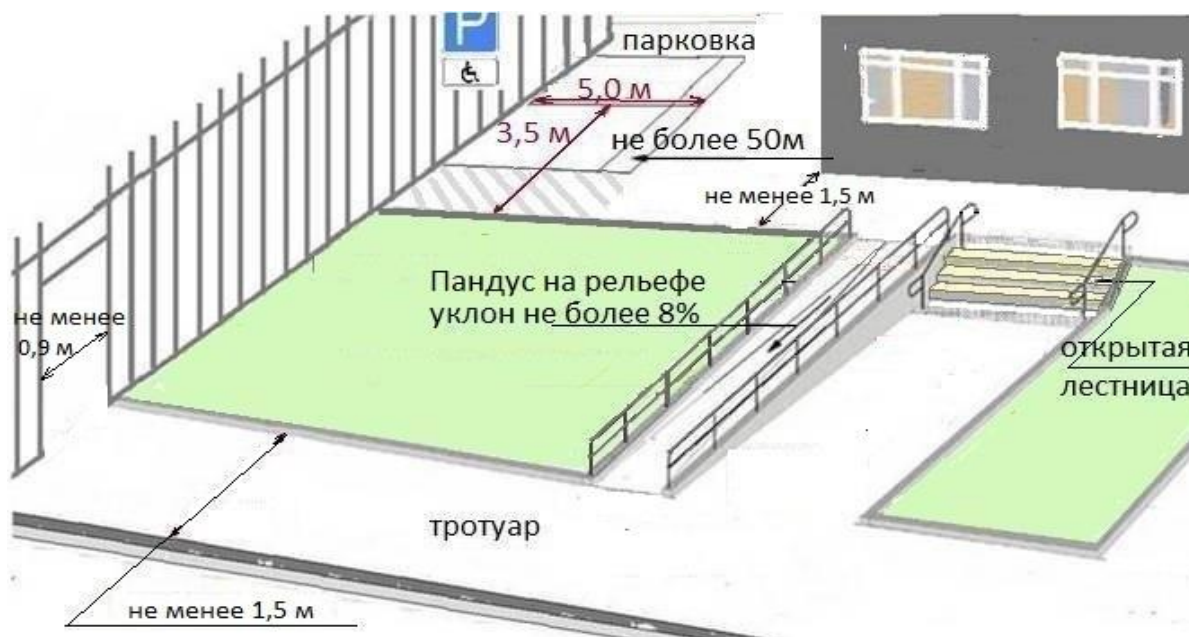 P
парковка
5,0 м
3,5 м
не более 50м
не менее 1,5 м
Пандус на рельефе
уклон не более 8%
не менее
0,9 м
открытая
лестница
тротуар
не менее 1,5 м